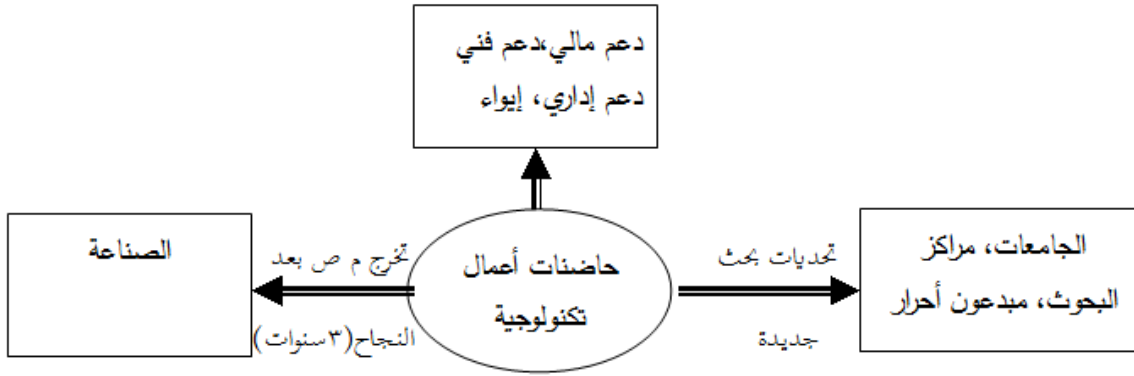 دعم مالي،دعم فني
دعم إداري، إيواء
الجامعات، مراكز
البحوث، مبدعون أحرار
تحديات بحث
جديدة
حاضنات أعمال
تكنولوجية
تخرج م ص بعد
النجاح(٣سنوات)
الصناعة